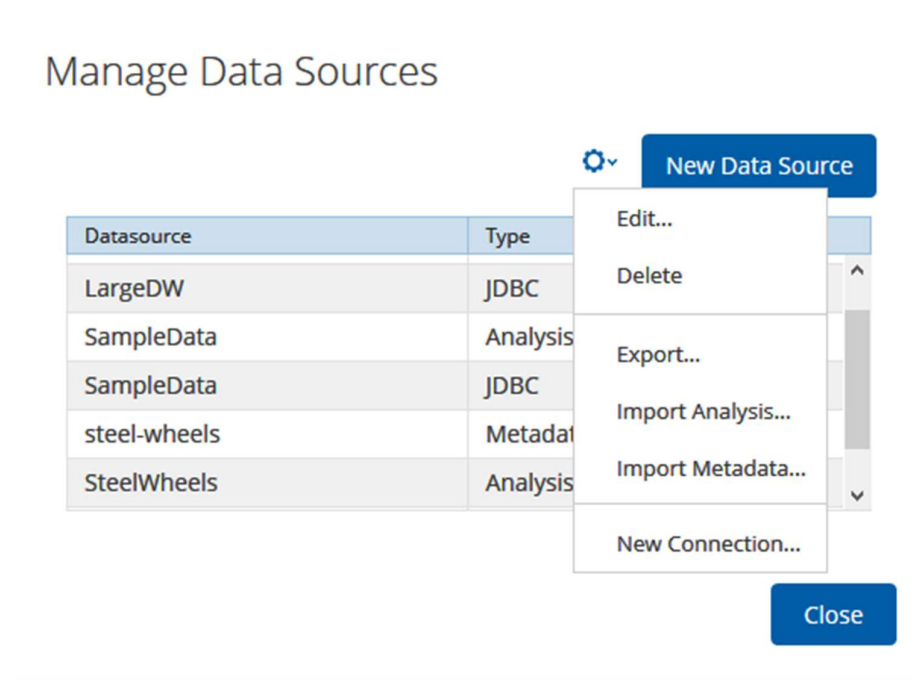 Manage Data Sources
New Data Source
Edit...
Datasource Type
Delete
LargeDW JDBC
SampleData Analysis
Export...
SampleData JDBC
Import Analysis...
steel-wheels Metadat
Import Metadata...
SteelWheels Analysis
New Connection...
Close